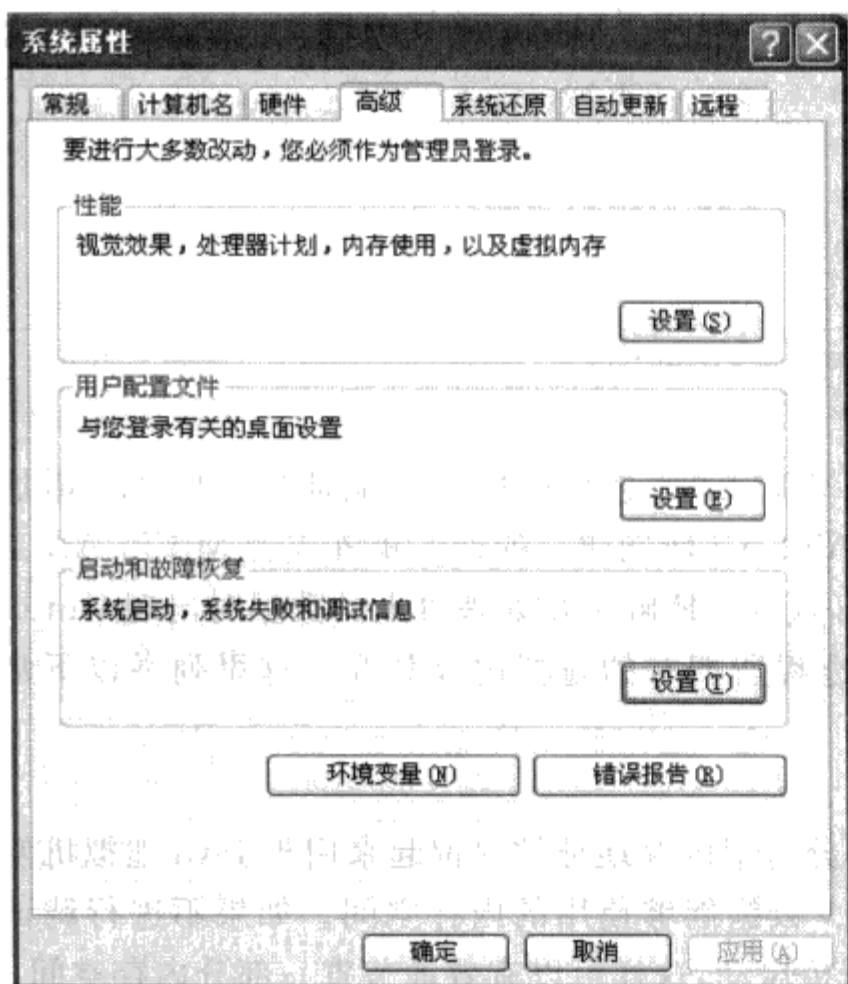 系统属性
常规 计算机名 硬件 高级 系统还原 自动更新 远程
要进行大多数改动，您必须作为管理员登录。
性能
视觉效果，处理器计划，内存使用，以及虚拟内存
设置(S)
用户配置文件
与您登录有关的桌面设置
设置(E)
启动和故障恢复
系统启动，系统失败和调试信息
设置(T)
环境变量(N) 错误报告(R)
确定 取消 应用(A)